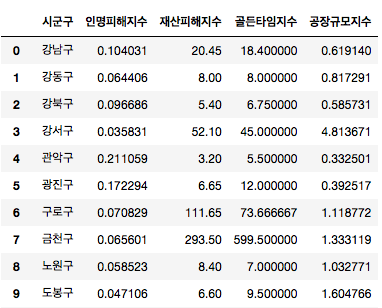 시군구 인명피해지수 재산피해지수 골든타임지수 공장규모지수
0 강남구 0.104031 20.45 18.400000 0.619140
1 강동구 0.064406 8.00 8.000000 0.817291
2 강북구 0.096686 5.40 6.750000 0.585731
3 강서구 0.035831 52.10 45.000000 4.813671
4 관악구 0.211059 3.20 5.500000 0.332501
5 광진구 0.172294 6.65 12.000000 0.392517
6 구로구 0.070829 111.65 73.666667 1.118772
7 금천구 0.065601 293.50 599.500000 1.333119
8 노원구 0.058523 8.40 7.000000 1.032771
9 도봉구 0.047106 6.60 9.500000 1.604766